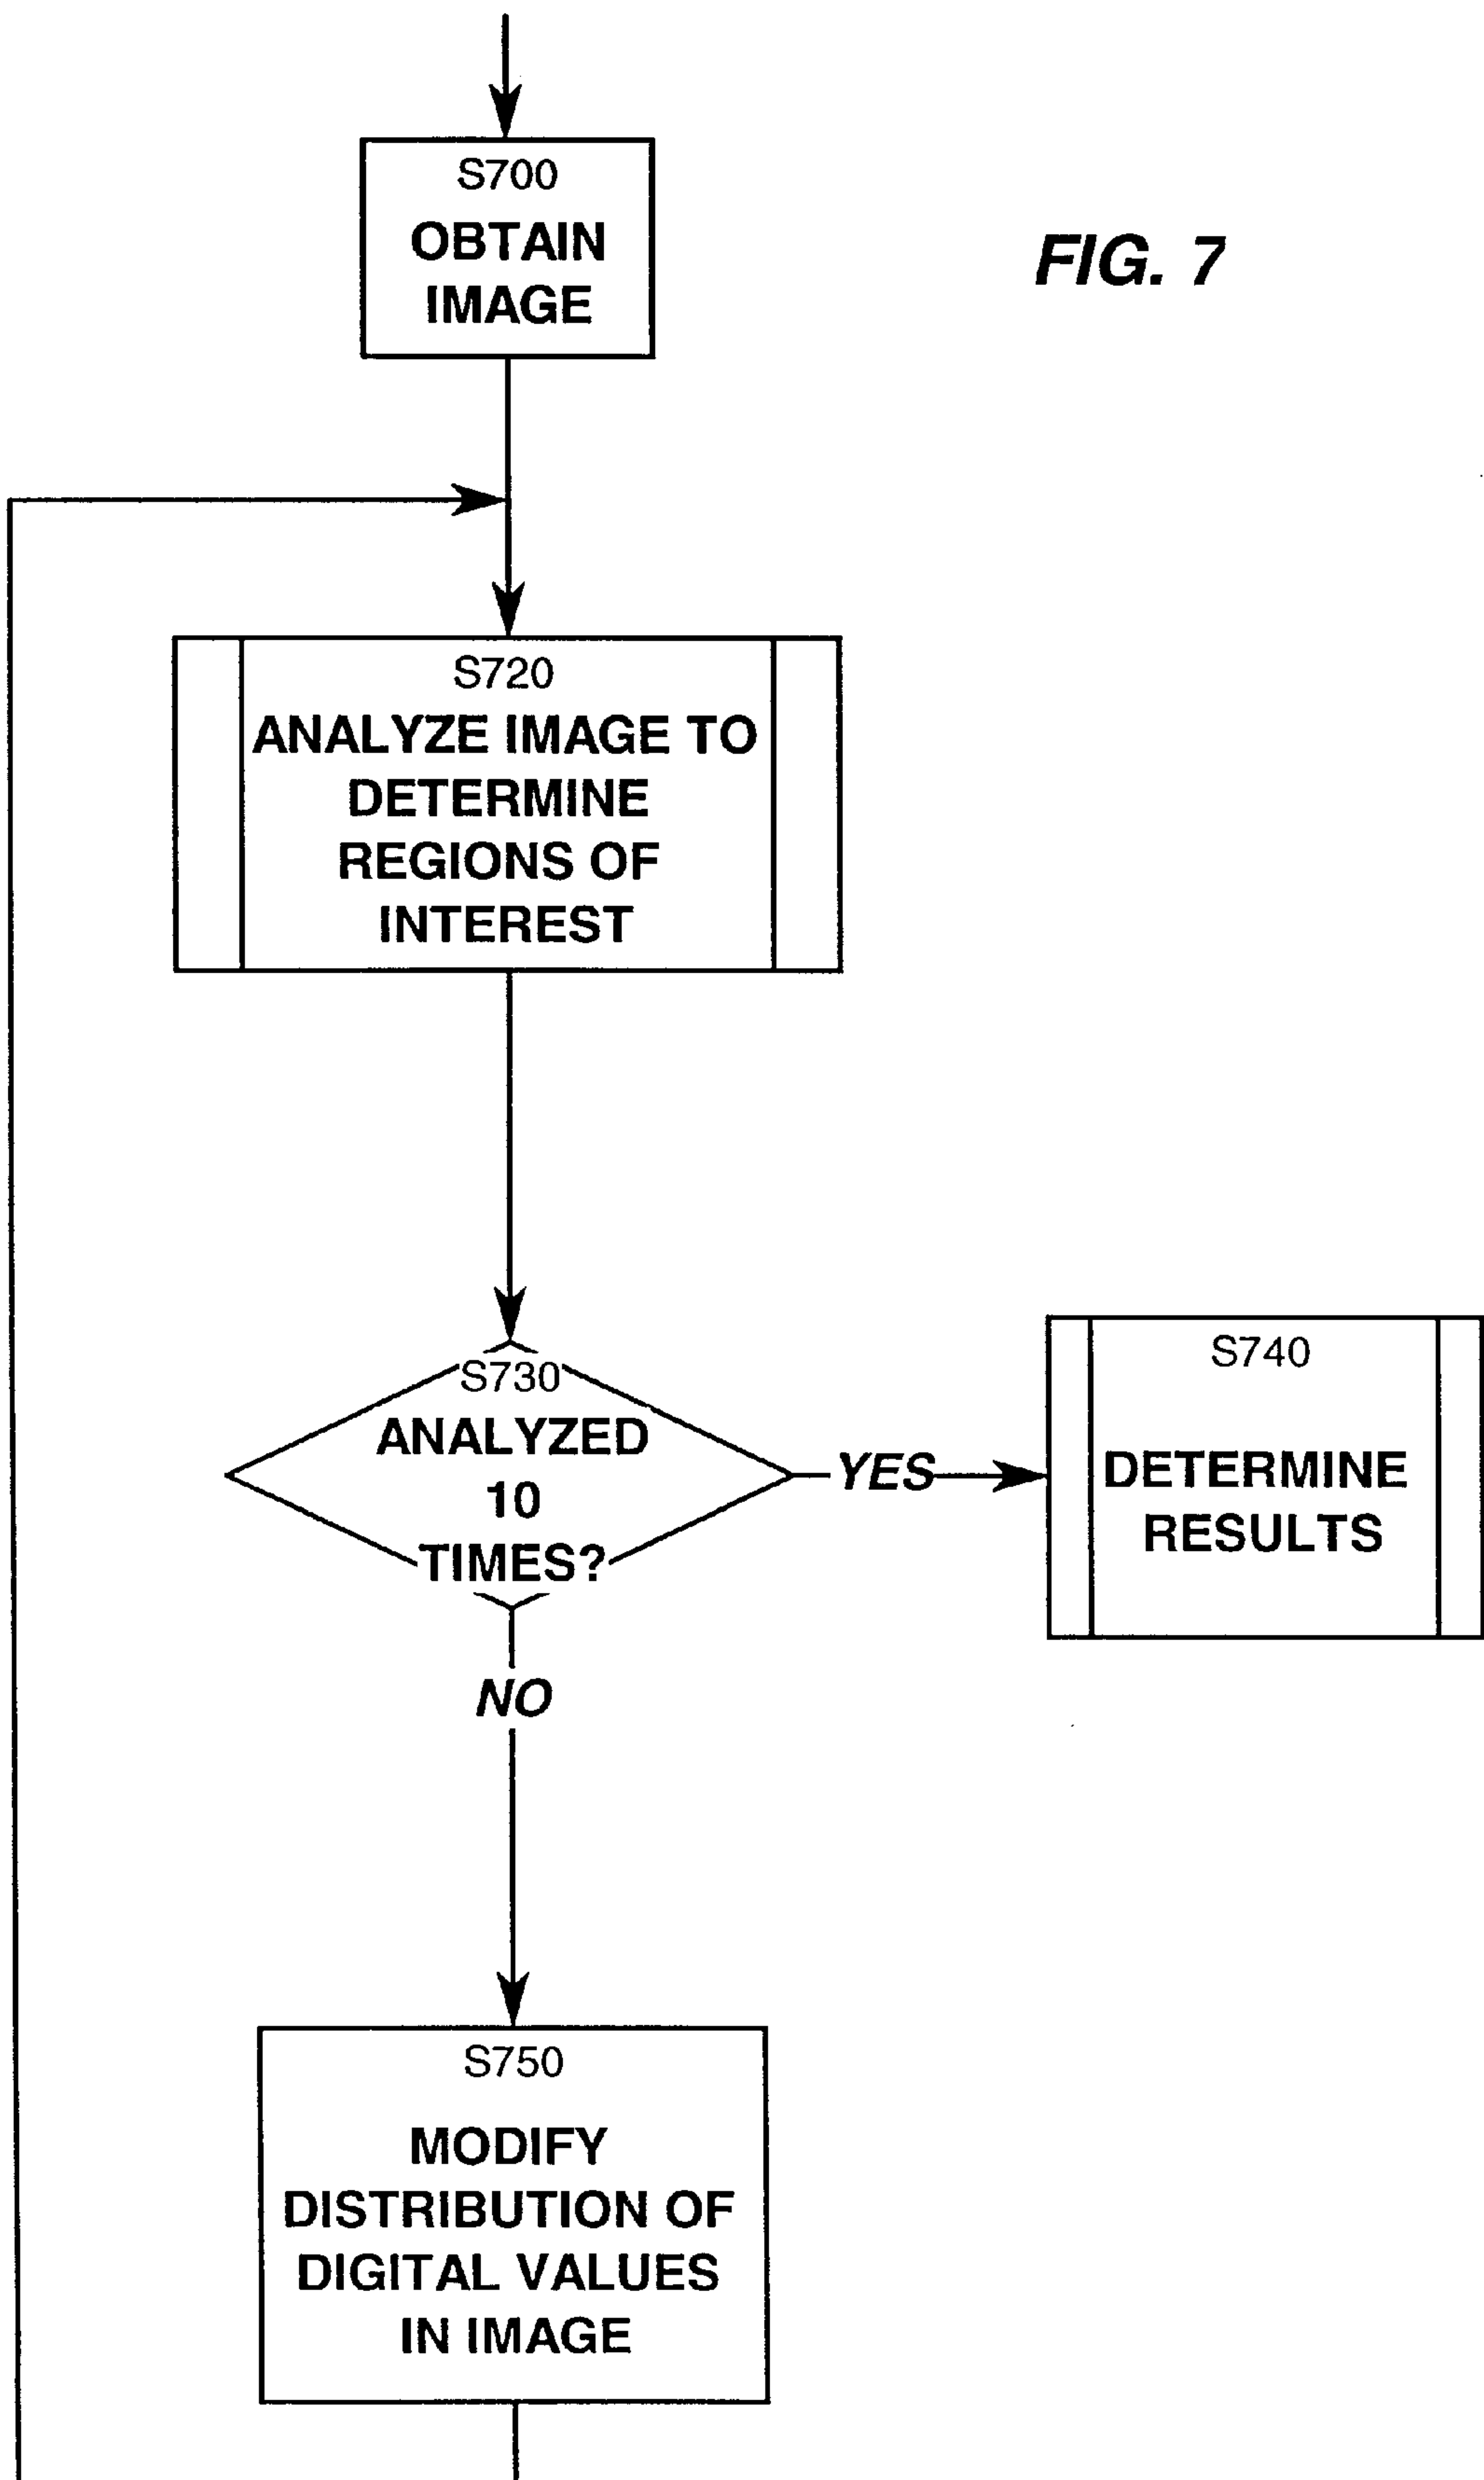 S700
OBTAIN
IMAGE
FIG. 7
S720
ANALYZE IMAGE TO
DETERMINE
REGIONS OF
INTEREST
S730
ANALYZED
10
TIMES?
YES
S740
DETERMINE
RESULTS
NO
S750
MODIFY
DISTRIBUTION OF
DIGITAL VALUES
IN IMAGE